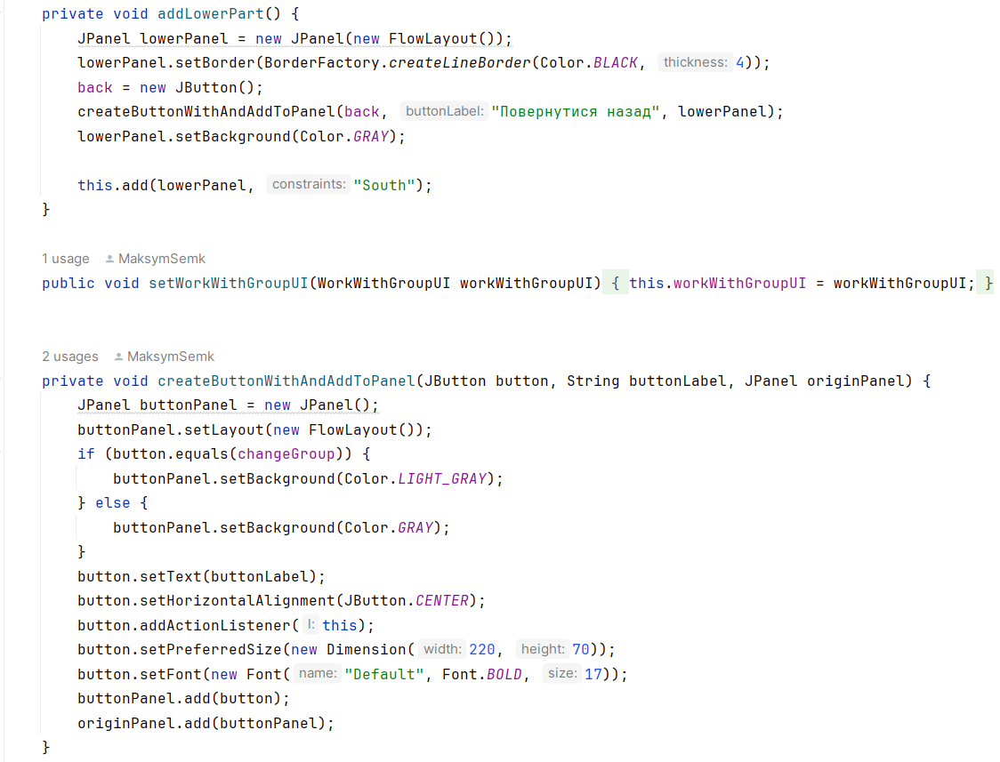 private void addLowerPart() {
JPanel lowerPanel = new JPanel(new FlowLayout());
lowerPanel.setBorder(BorderFactory.createLineBorder(Color.BLACK, thickness: 4));
back = new JButton();
createButtonWithAndAddToPanel(back, buttonLabel: "Повернутися назад", lowerPanel);
lowerPanel.setBackground(Color.GRAY);
this.add(lowerPanel, constraints: "South");
}
1 usage MaksymSemk
public void setWorkWithGroupUI(WorkWithGroupUI workWithGroupUI) { this.workWithGroupUI = workWithGroupUI; }
2 usages MaksymSemk
private void createButtonWithAndAddToPanel(JButton button, String buttonLabel, JPanel originPanel) {
JPanel buttonPanel = new JPanel();
buttonPanel.setLayout(new FlowLayout());
if (button.equals(changeGroup)) {
buttonPanel.setBackground(Color.LIGHT_GRAY);
} else {
buttonPanel.setBackground(Color.GRAY);
}
button.setText(buttonLabel);
button.setHorizontalAlignment(JButton.CENTER);
button.addActionListener( l: this);
button.setPreferredSize(new Dimension( width: 220, height: 70));
button.setFont(new Font( name: "Default", Font.BOLD, size: 17));
buttonPanel.add(button);
originPanel.add(buttonPanel);
}